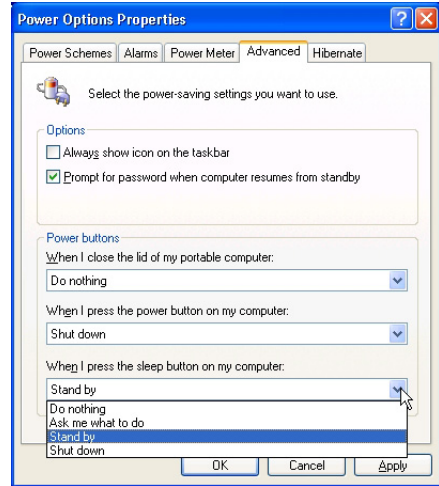 Power Options Properties
Power Schemes Alarms Power Meter Advanced Hibernate
Select the power-saving settings you want to use.
Options
Always show icon on the taskbar
Prompt for password when computer resumes from standby
Power buttons
When I close the lid of my portable computer:
Do nothing
When I press the power button on my computer:
Shut down
When I press the sleep button on my computer:
Stand by
Do nothing
Ask me what to do
Stand by
Shut down
OK Cancel Apply